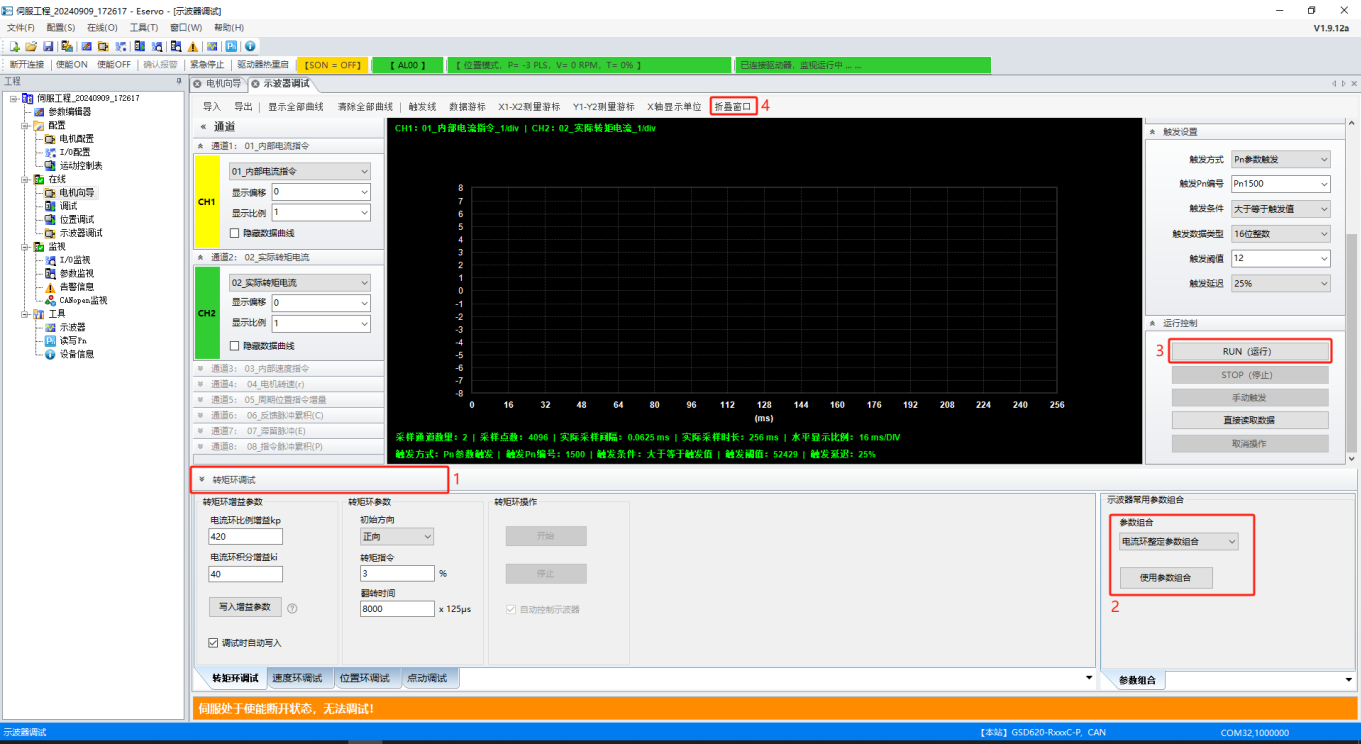 伺服工程_20240909_172617 - Eservo - [示波器调试]
文件(F) 配置(S) 在线(O) 工具(T) 窗口(W) 帮助(H)
V1.9.12a
断开连接 使能ON 使能OFF 确认报警 紧急停止 驱动器热重启 【SON = OFF】 【 AL00 】 【 位置模式，P= -3 PLS，V= 0 RPM，T= 0% 】 已连接驱动器，监视运行中 ... ...
工程
伺服工程_20240909_172617
参数编辑器
配置
电机配置
I/O配置
运动控制表
在线
电机向导
调试
位置调试
示波器调试
监视
I/O监视
参数监视
告警信息
CANopen监视
工具
示波器
读写Pn
设备信息
电机向导 示波器调试
导入 导出 显示全部曲线 清除全部曲线 触发线 数据游标 X1-X2测量游标 Y1-Y2测量游标 X轴显示单位 折叠窗口 4
« 通道
通道1: 01_内部电流指令
CH1
01_内部电流指令
显示偏移 0
显示比例 1
隐藏数据曲线
通道2: 02_实际转矩电流
CH2
02_实际转矩电流
显示偏移 0
显示比例 1
隐藏数据曲线
通道3: 03_内部速度指令
通道4: 04_电机转速(r)
通道5: 05_周期位置指令增量
通道6: 06_反馈脉冲累积(C)
通道7: 07_滞留脉冲(E)
通道8: 08_指令脉冲累积(P)
CH1: 01_内部电流指令_1/div | CH2: 02_实际转矩电流_1/div
8
7
6
5
4
3
2
1
0
-1
-2
-3
-4
-5
-6
-7
-8
0 16 32 48 64 80 96 112 128 144 160 176 192 208 224 240 256
(ms)
采样通道数量: 2 | 采样点数: 4096 | 实际采样间隔: 0.0625 ms | 实际采样时长: 256 ms | 水平显示比例: 16 ms/DIV
触发方式: Pn参数触发 | 触发Pn编号: 1500 | 触发条件: 大于等于触发值 | 触发阈值: 52429 | 触发延迟: 25%
触发设置
触发方式 Pn参数触发
触发Pn编号 Pn1500
触发条件 大于等于触发值
触发数据类型 16位整数
触发阈值 12
触发延迟 25%
运行控制
3 RUN（运行）
STOP（停止）
手动触发
直接读取数据
取消操作
转矩环调试 1
转矩环增益参数
电流环比例增益kp
420
电流环积分增益ki
40
写入增益参数 ?
调试时自动写入
转矩环参数
初始方向
正向
转矩指令
3 %
翻转时间
8000 x 125μs
转矩环操作
开始
停止
自动控制示波器
示波器常用参数组合
参数组合
电流环整定参数组合
使用参数组合
2
转矩环调试 速度环调试 位置环调试 点动调试
参数组合
伺服处于使能断开状态，无法调试！
示波器调试 【本站】GSD620-RxxxC-P, CAN COM32,1000000